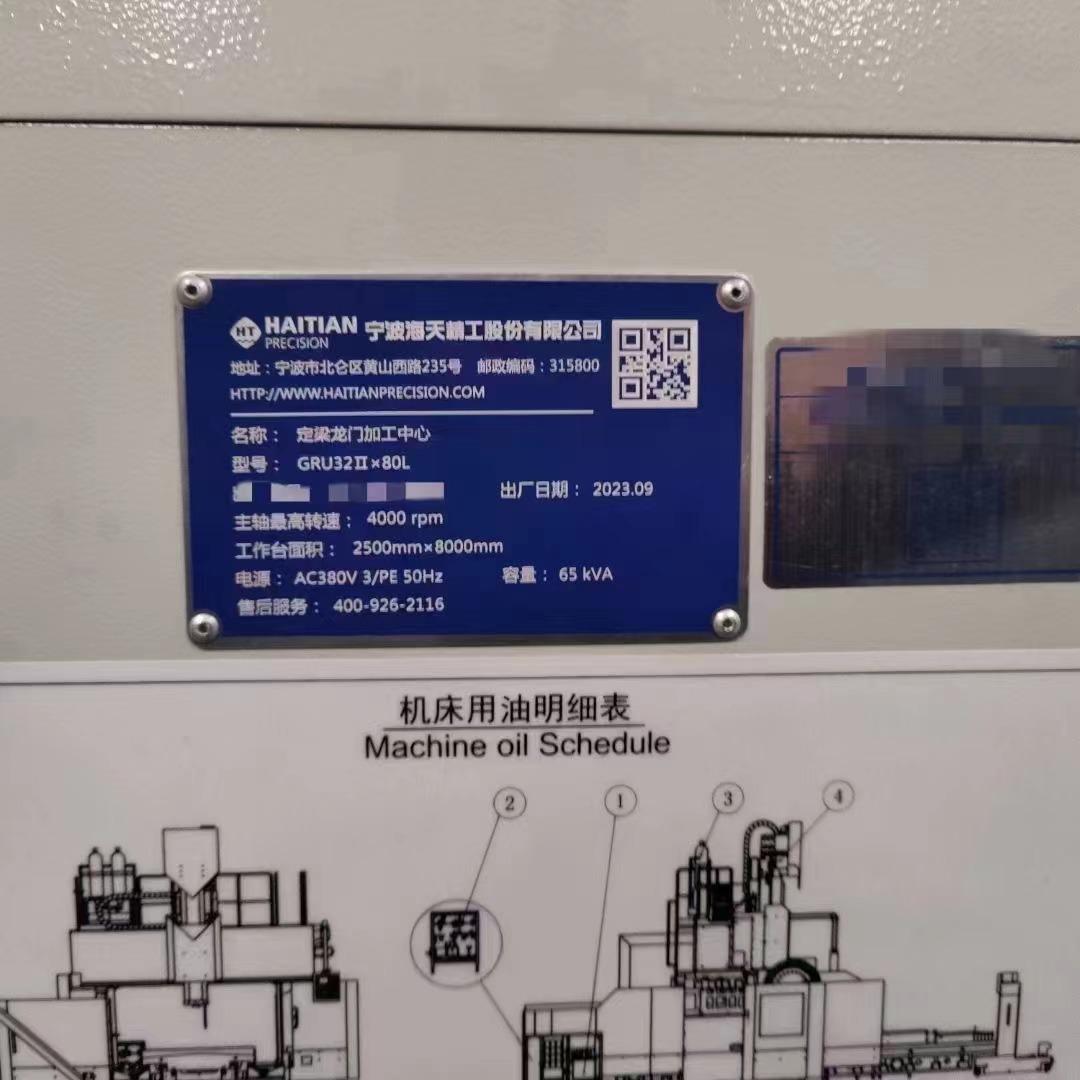 HT HAITIAN PRECISION 宁波海天精工股份有限公司
地址：宁波市北仑区黄山西路235号 邮政编码：315800
HTTP://WWW.HAITIANPRECISION.COM
名称： 定梁龙门加工中心
型号： GRU32Ⅱ×80L
出厂日期： 2023.09
主轴最高转速： 4000 rpm
工作台面积： 2500mm×8000mm
电源： AC380V 3/PE 50Hz 容量： 65 kVA
售后服务： 400-926-2116
机床用油明细表
Machine oil Schedule
② ① ③ ④